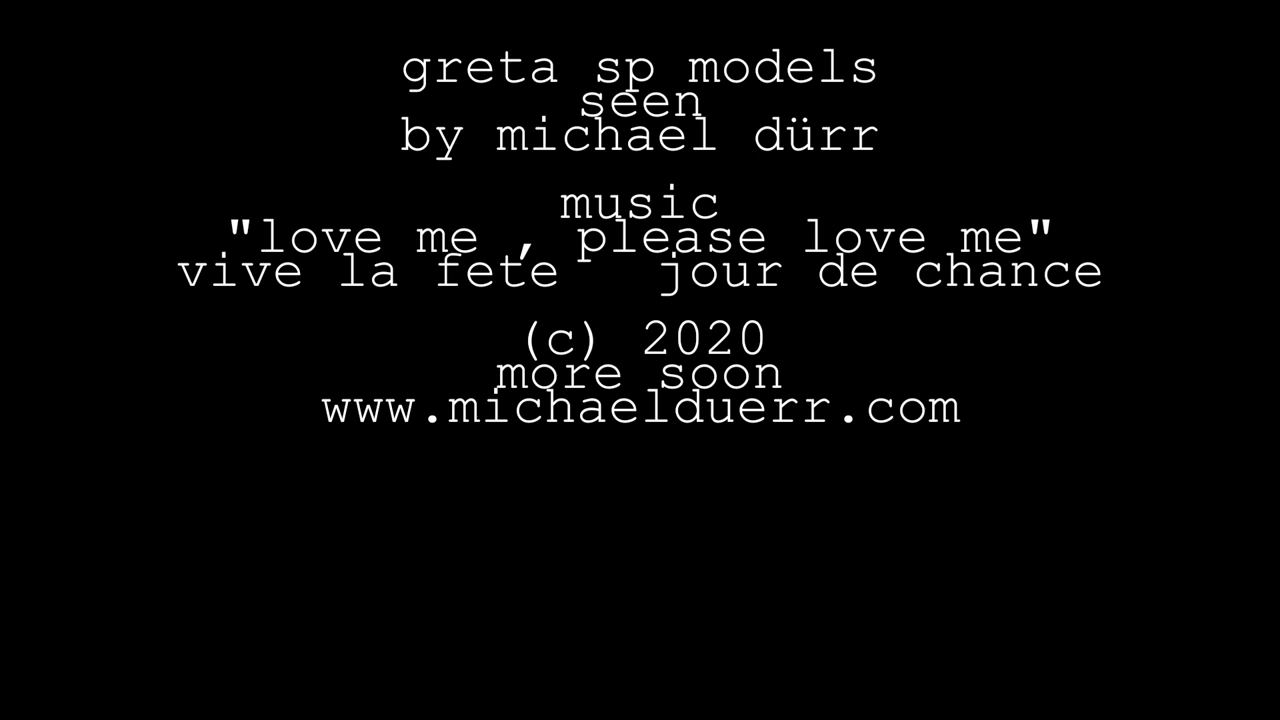 greta sp models
seen
by michael dürr
music
"love me , please love me"
vive la fete jour de chance
(c) 2020
more soon
www.michaelduerr.com